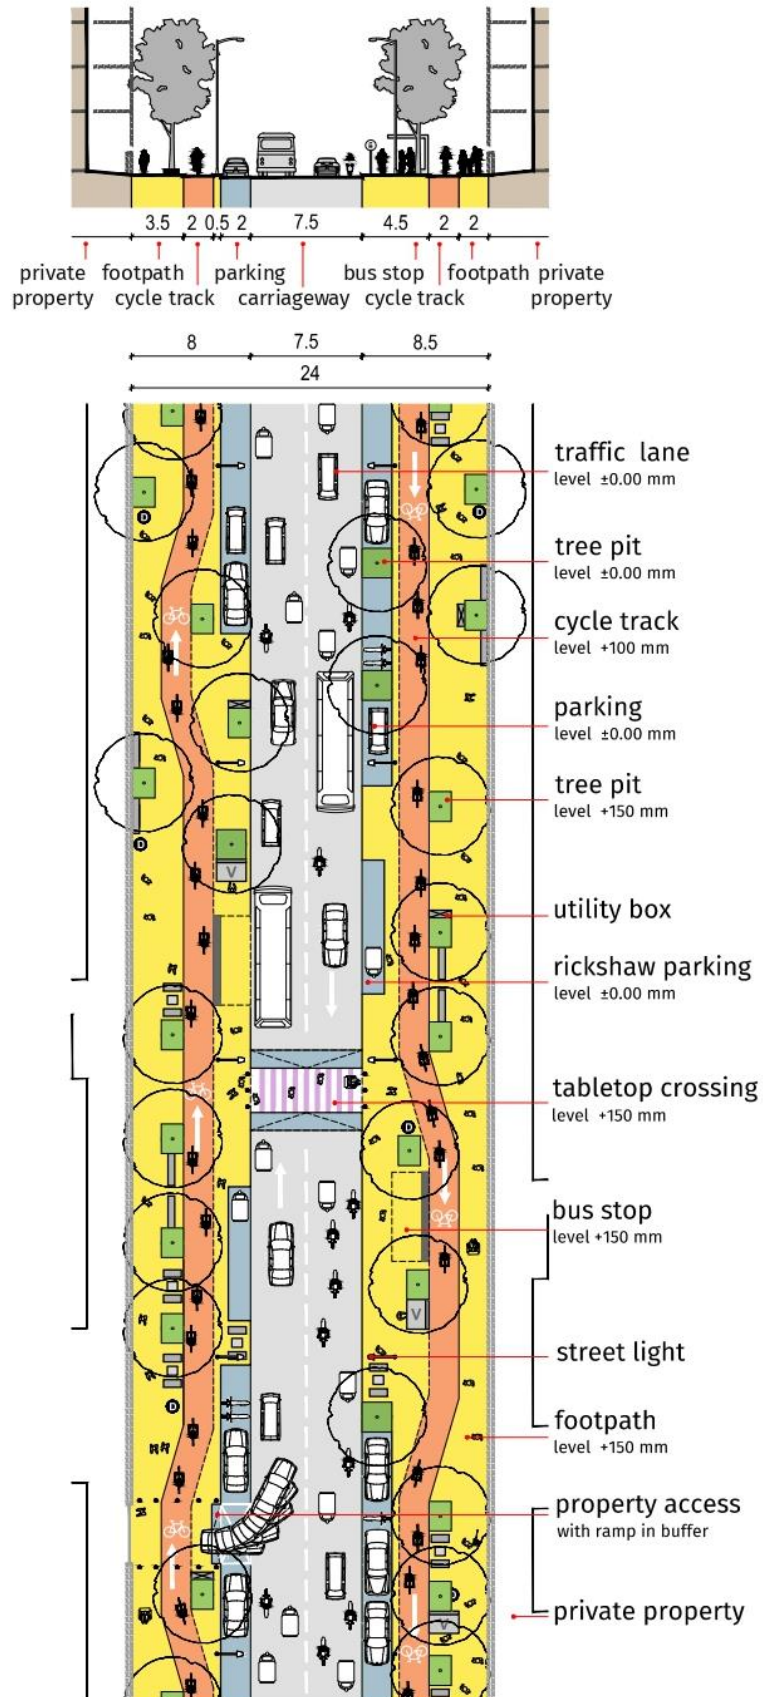 3.5 2 0.5 2 7.5 4.5 2 2
private footpath parking bus stop footpath private
property cycle track carriageway cycle track property
8 7.5 8.5
24
traffic lane
level ±0.00 mm
tree pit
level ±0.00 mm
cycle track
level +100 mm
parking
level ±0.00 mm
tree pit
level +150 mm
utility box
rickshaw parking
level ±0.00 mm
tabletop crossing
level +150 mm
bus stop
level +150 mm
street light
footpath
level +150 mm
property access
with ramp in buffer
private property
D
D
D
V
D
V
D
D
V